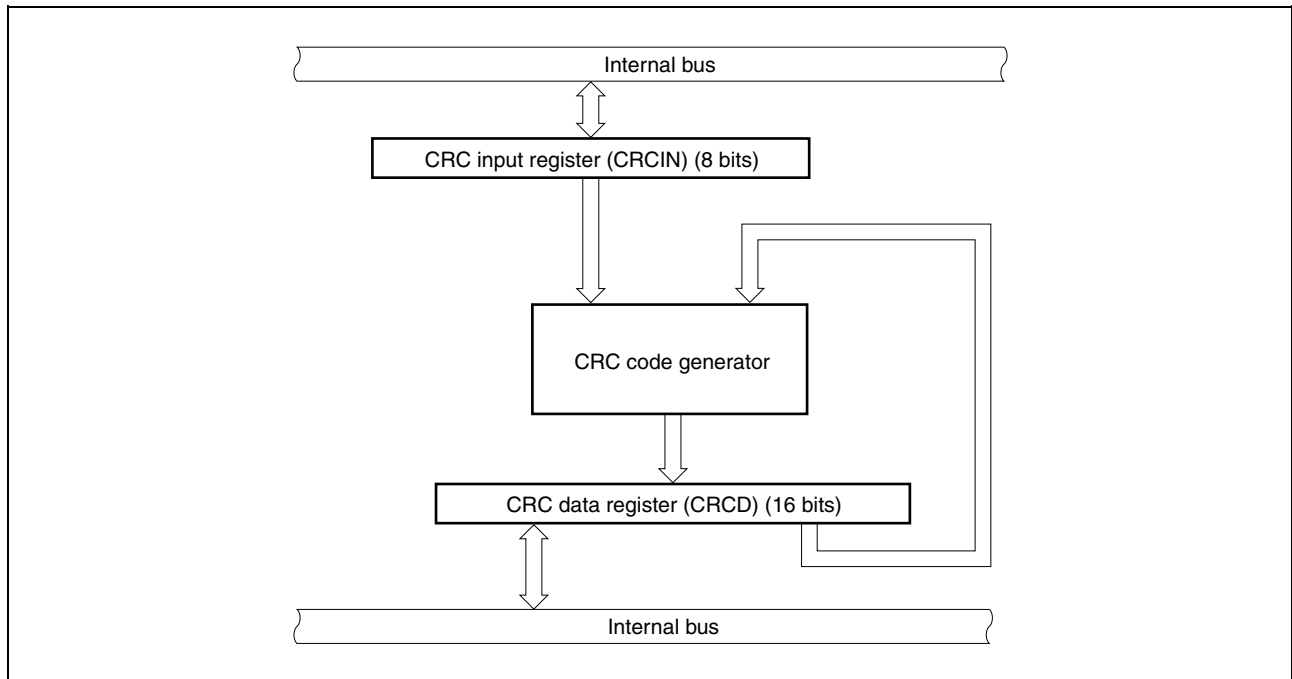 Internal bus
CRC input register (CRCIN) (8 bits)
CRC code generator
CRC data register (CRCD) (16 bits)
Internal bus